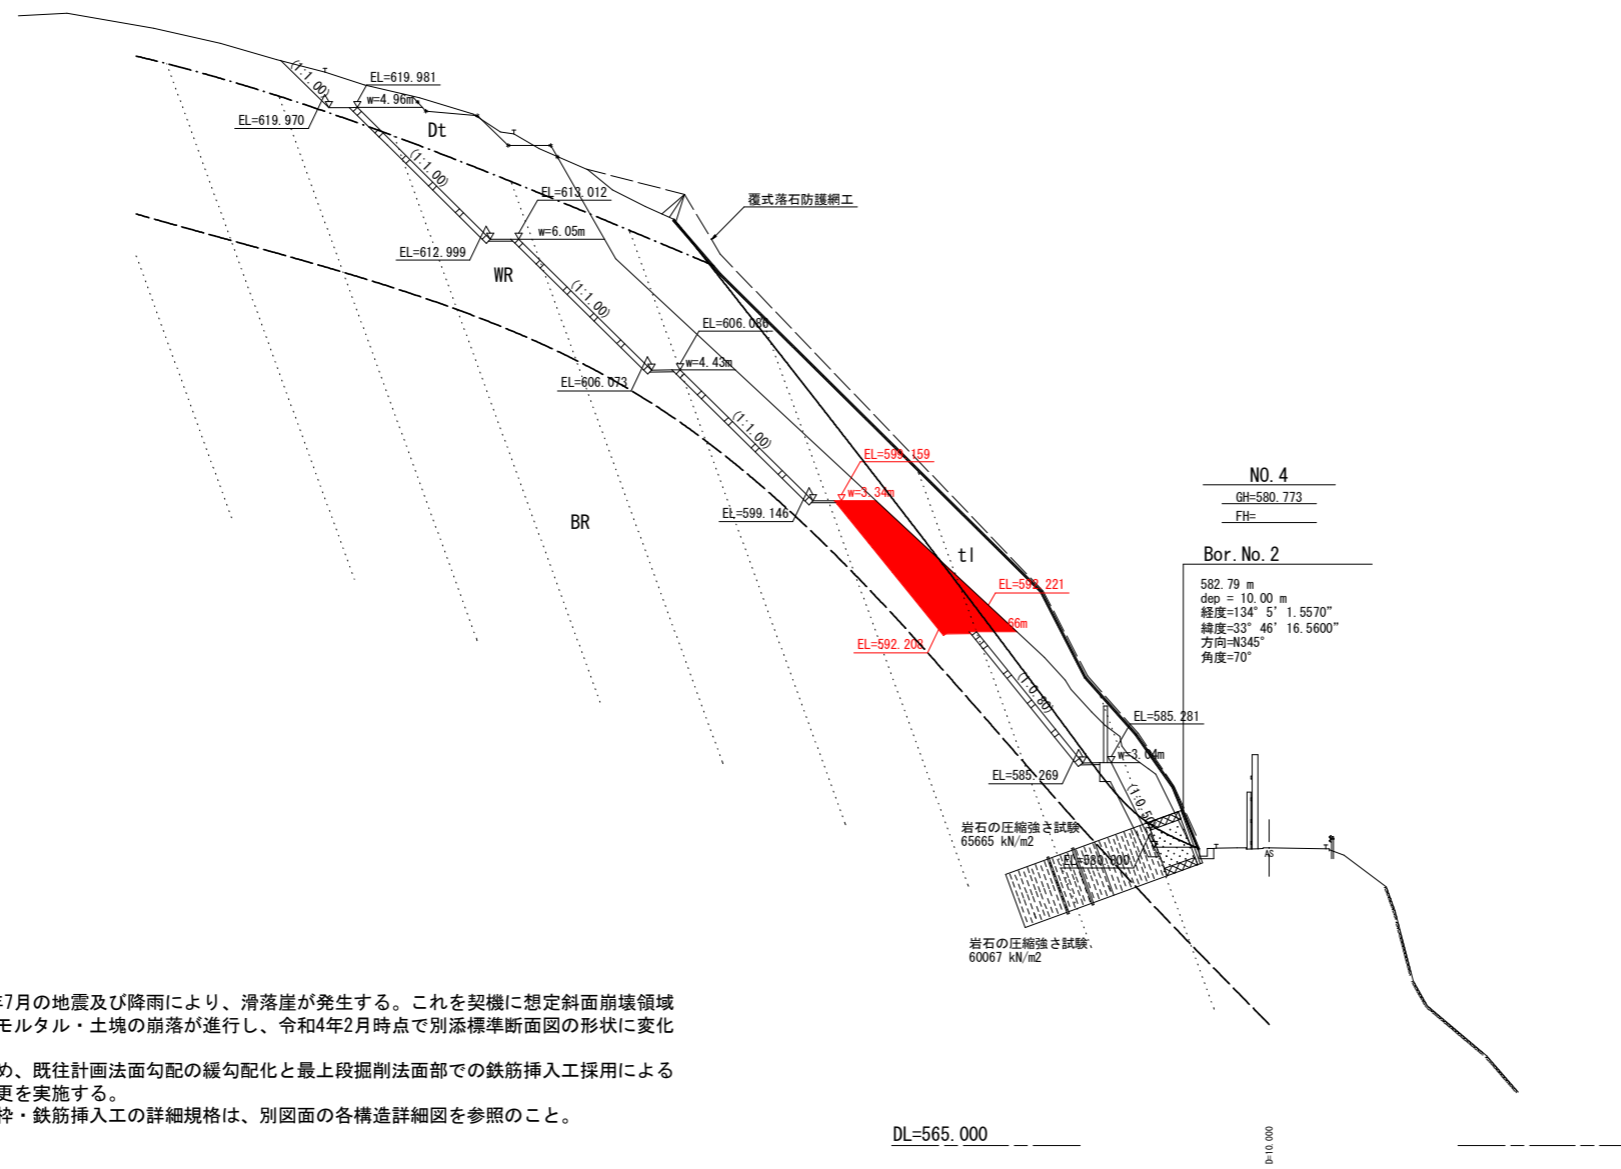 (1:1.00)
EL=619.981
w=4.96m
EL=619.970
Dt
(1:1.00)
EL=613.012
w=6.05m
EL=612.999
覆式落石防護網工
WR
(1:1.00)
EL=606.086
w=4.43m
EL=606.073
(1:1.00)
EL=599.159
w=3.34m
EL=599.146
BR
tl
NO.4
GH=580.773
FH=
Bor.No.2
582.79 m
dep = 10.00 m
経度=134° 5' 1.5570"
緯度=33° 46' 16.5600"
方向=N345°
角度=70°
EL=592.221
66m
EL=592.208
(1:0.80)
EL=585.281
w=3.04m
EL=585.269
(1:0.50)
岩石の圧縮強さ試験
65665 kN/m2
EL=580.800
AS
岩石の圧縮強さ試験
60067 kN/m2
年7月の地震及び降雨により、滑落崖が発生する。これを契機に想定斜面崩壊領域
モルタル・土塊の崩落が進行し、令和4年2月時点で別添標準断面図の形状に変化
め、既往計画法面勾配の緩勾配化と最上段掘削法面部での鉄筋挿入工採用による
更を実施する。
枠・鉄筋挿入工の詳細規格は、別図面の各構造詳細図を参照のこと。
DL=565.000
D=10.000